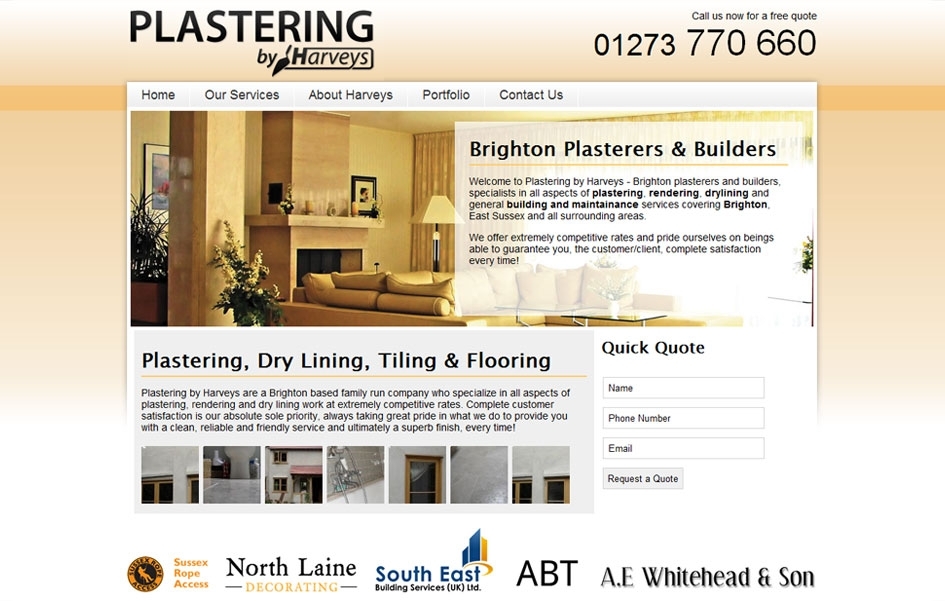 PLASTERING
by Harveys
Call us now for a free quote
01273 770 660
Home Our Services About Harveys Portfolio Contact Us
Brighton Plasterers & Builders
Welcome to Plastering by Harveys - Brighton plasterers and builders,
specialists in all aspects of plastering, rendering, drylining and
general building and maintainance services covering Brighton,
East Sussex and all surrounding areas.
We offer extremely competitive rates and pride ourselves on beings
able to guarantee you, the customer/client, complete satisfaction
every time!
Plastering, Dry Lining, Tiling & Flooring
Plastering by Harveys are a Brighton based family run company who specialize in all aspects of
plastering, rendering and dry lining work at extremely competitive rates. Complete customer
satisfaction is our absolute sole priority, always taking great pride in what we do to provide you
with a clean, reliable and friendly service and ultimately a superb finish, every time!
Quick Quote
Name
Phone Number
Email
Request a Quote
SUSSEX ROPE ACCESS
Sussex
Rope
Access
North Laine
DECORATING
South East
Building Services (UK) Ltd.
ABT
A.E Whitehead & Son